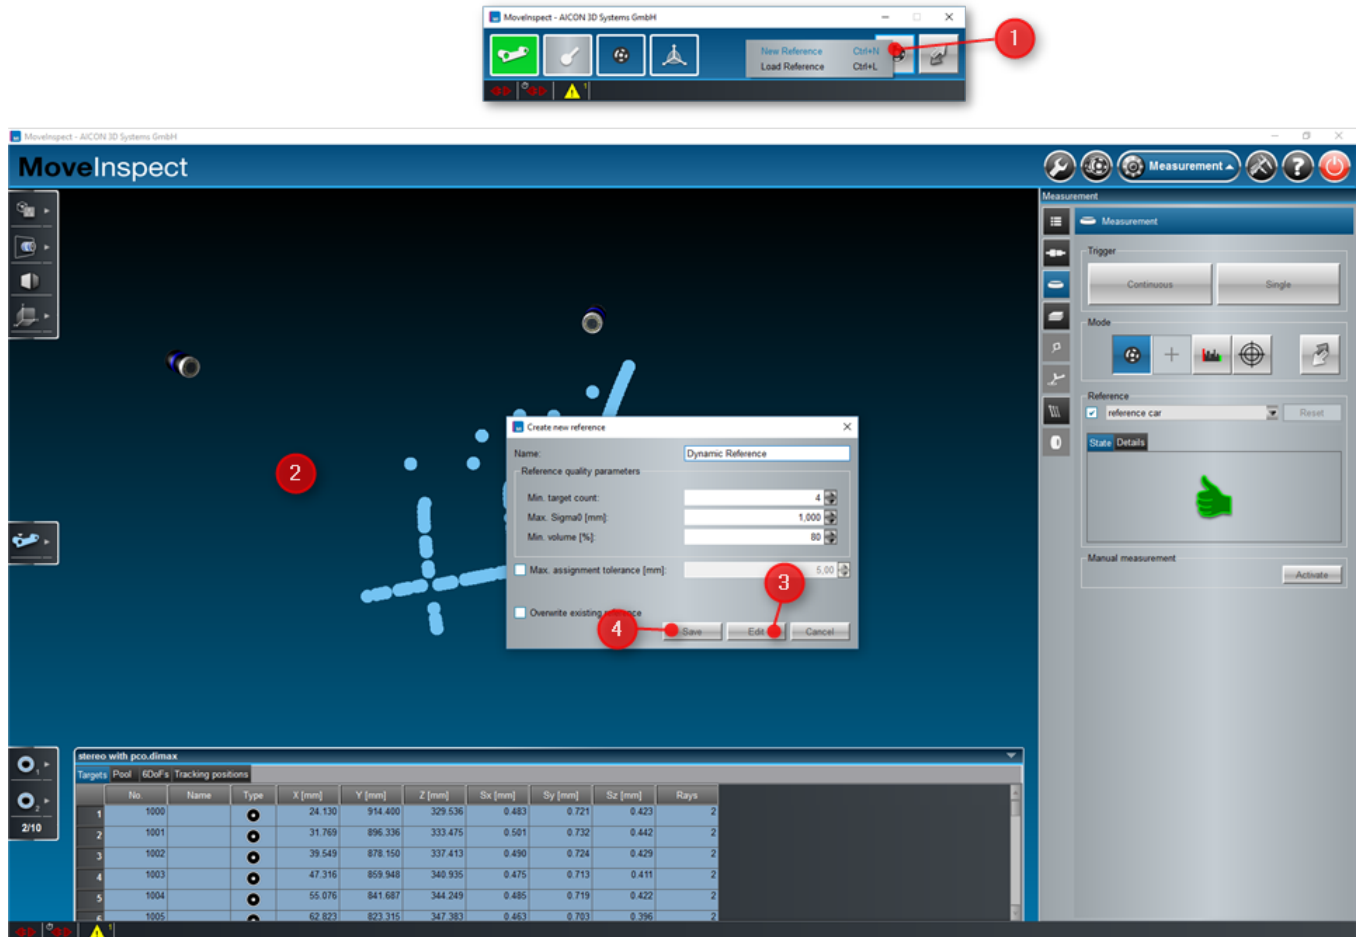 MoveInspect - AICON 3D Systems GmbH
New Reference Ctrl+N
Load Reference Ctrl+L
1
1
MoveInspect - AICON 3D Systems GmbH
MoveInspect
Measurement
?
Measurement
Measurement
Trigger
Continuous Single
Mode
Reference
reference car Reset
State Details
Manual measurement
Activate
2
Create new reference
Name: Dynamic Reference
Reference quality parameters
Min. target count: 4
Max. Sigma0 [mm]: 1,000
Min. volume [%]: 80
Max. assignment tolerance [mm]: 5,00
3
Overwrite existing reference
4
Save Edit Cancel
1
2
2/10
stereo with pco.dimax
Targets Pool 6DoFs Tracking positions
No. Name Type X [mm] Y [mm] Z [mm] Sx [mm] Sy [mm] Sz [mm] Rays
1 1000 24.130 914.400 329.536 0.483 0.721 0.423 2
2 1001 31.769 896.336 333.475 0.501 0.732 0.442 2
3 1002 39.549 878.150 337.413 0.490 0.724 0.429 2
4 1003 47.316 859.948 340.935 0.475 0.713 0.411 2
5 1004 55.076 841.687 344.249 0.485 0.719 0.422 2
6 1005 62.823 823.315 347.383 0.463 0.703 0.396 2
1